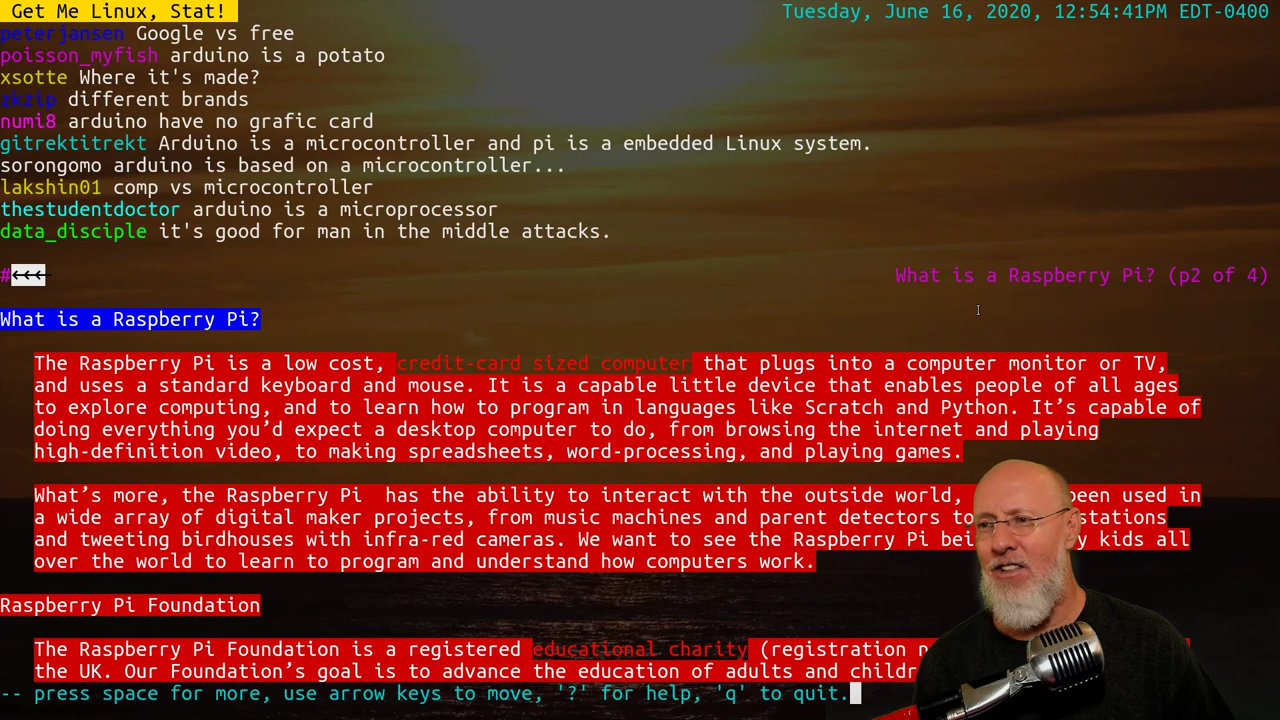 Get Me Linux, Stat!
Tuesday, June 16, 2020, 12:54:41PM EDT-0400
peterjansen Google vs free
poisson_myfish arduino is a potato
xsotte Where it's made?
zkzip different brands
numi8 arduino have no grafic card
gitrektitrekt Arduino is a microcontroller and pi is a embedded Linux system.
sorongomo arduino is based on a microcontroller...
lakshin01 comp vs microcontroller
thestudentdoctor arduino is a microprocessor
data_disciple it's good for man in the middle attacks.
#←←←
What is a Raspberry Pi? (p2 of 4)
What is a Raspberry Pi?
The Raspberry Pi is a low cost, credit-card sized computer that plugs into a computer monitor or TV,
and uses a standard keyboard and mouse. It is a capable little device that enables people of all ages
to explore computing, and to learn how to program in languages like Scratch and Python. It’s capable of
doing everything you’d expect a desktop computer to do, from browsing the internet and playing
high-definition video, to making spreadsheets, word-processing, and playing games.
What’s more, the Raspberry Pi  has the ability to interact with the outside world, been used in
a wide array of digital maker projects, from music machines and parent detectors to stations
and tweeting birdhouses with infra-red cameras. We want to see the Raspberry Pi kids all
over the world to learn to program and understand how computers work.
Raspberry Pi Foundation
The Raspberry Pi Foundation is a registered educational charity (registration
the UK. Our Foundation’s goal is to advance the education of adults and
-- press space for more, use arrow keys to move, '?' for help, 'q' to quit.